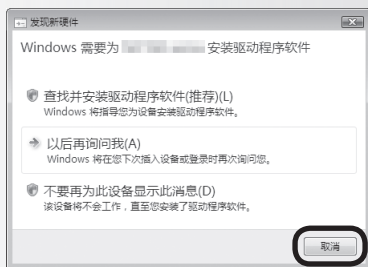 发现新硬件
Windows 需要为 安装驱动程序软件
查找并安装驱动程序软件(推荐)(L)
Windows 将指导您为设备安装驱动程序软件。
以后再询问我(A)
Windows 将在您下次插入设备或登录时再次询问您。
不要再为此设备显示此消息(D)
该设备将不会工作，直至您安装了驱动程序软件。
取消